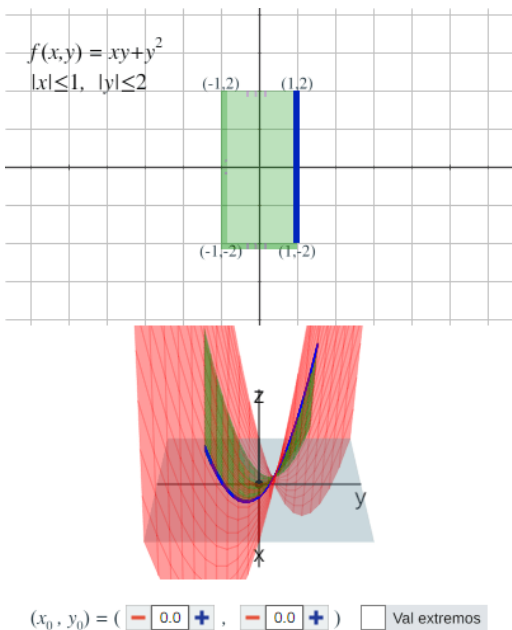 f(x,y) = xy+y²
|x|≤1, |y|≤2
(-1,2) (1,2)
(-1,-2) (1,-2)
z
y
x
(x₀ , y₀) = ( − 0.0 + , − 0.0 + ) Val extremos